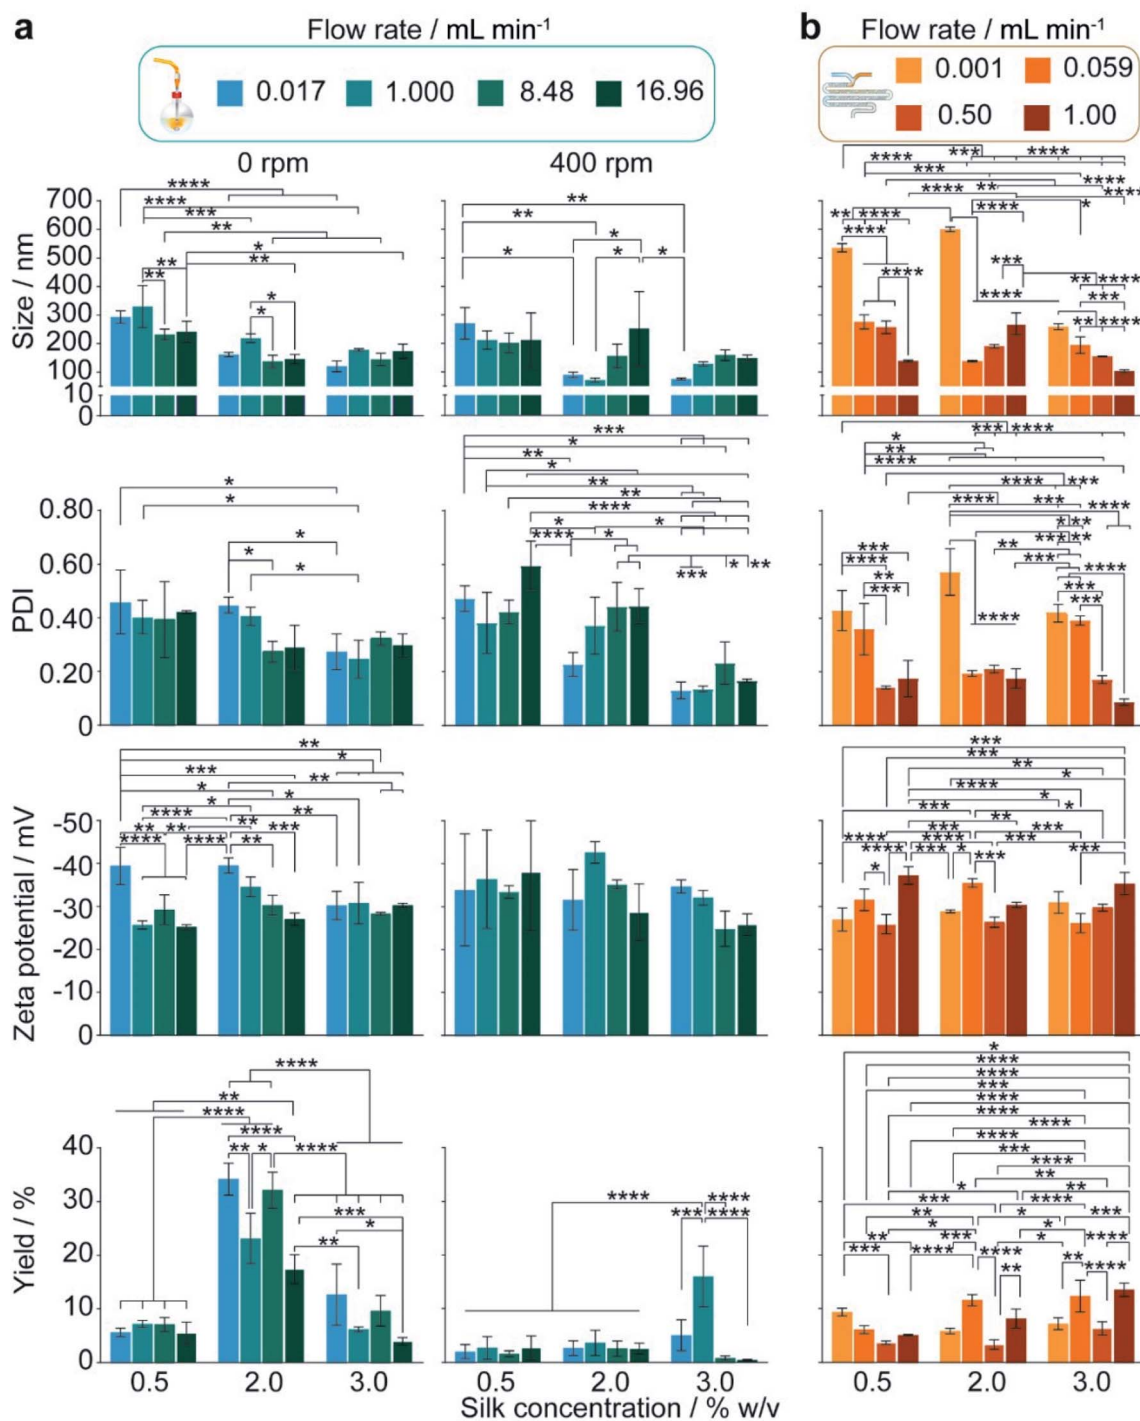 a
Flow rate / mL min⁻¹
0.017 1.000 8.48 16.96
b
Flow rate / mL min⁻¹
0.001 0.059
0.50 1.00
0 rpm 400 rpm
Size / nm
700
600
500
400
300
200
100
10
0
PDI
0.80
0.60
0.40
0.20
0
Zeta potential / mV
-50
-40
-30
-20
-10
0
Yield / %
40
30
20
10
0
0.5 2.0 3.0 0.5 2.0 3.0 0.5 2.0 3.0
Silk concentration / % w/v